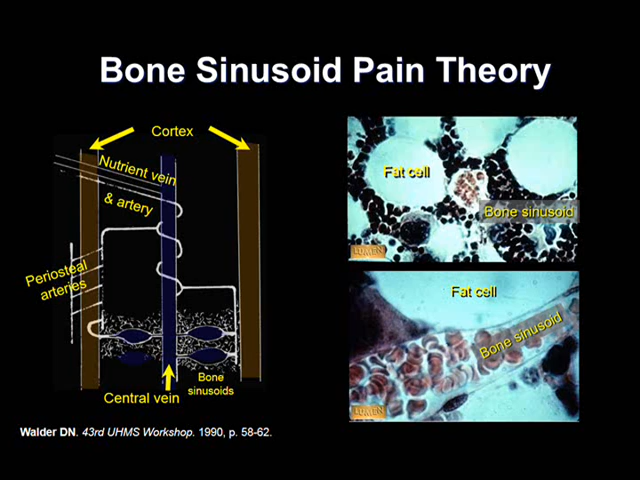 Bone Sinusoid Pain Theory
Cortex
Nutrient vein
& artery
Periosteal
arteries
Central vein
Bone
sinusoids
Fat cell
Bone sinusoid
LUMEN
Fat cell
Bone sinusoid
LUMEN
Walder DN. 43rd UHMS Workshop. 1990, p. 58-62.